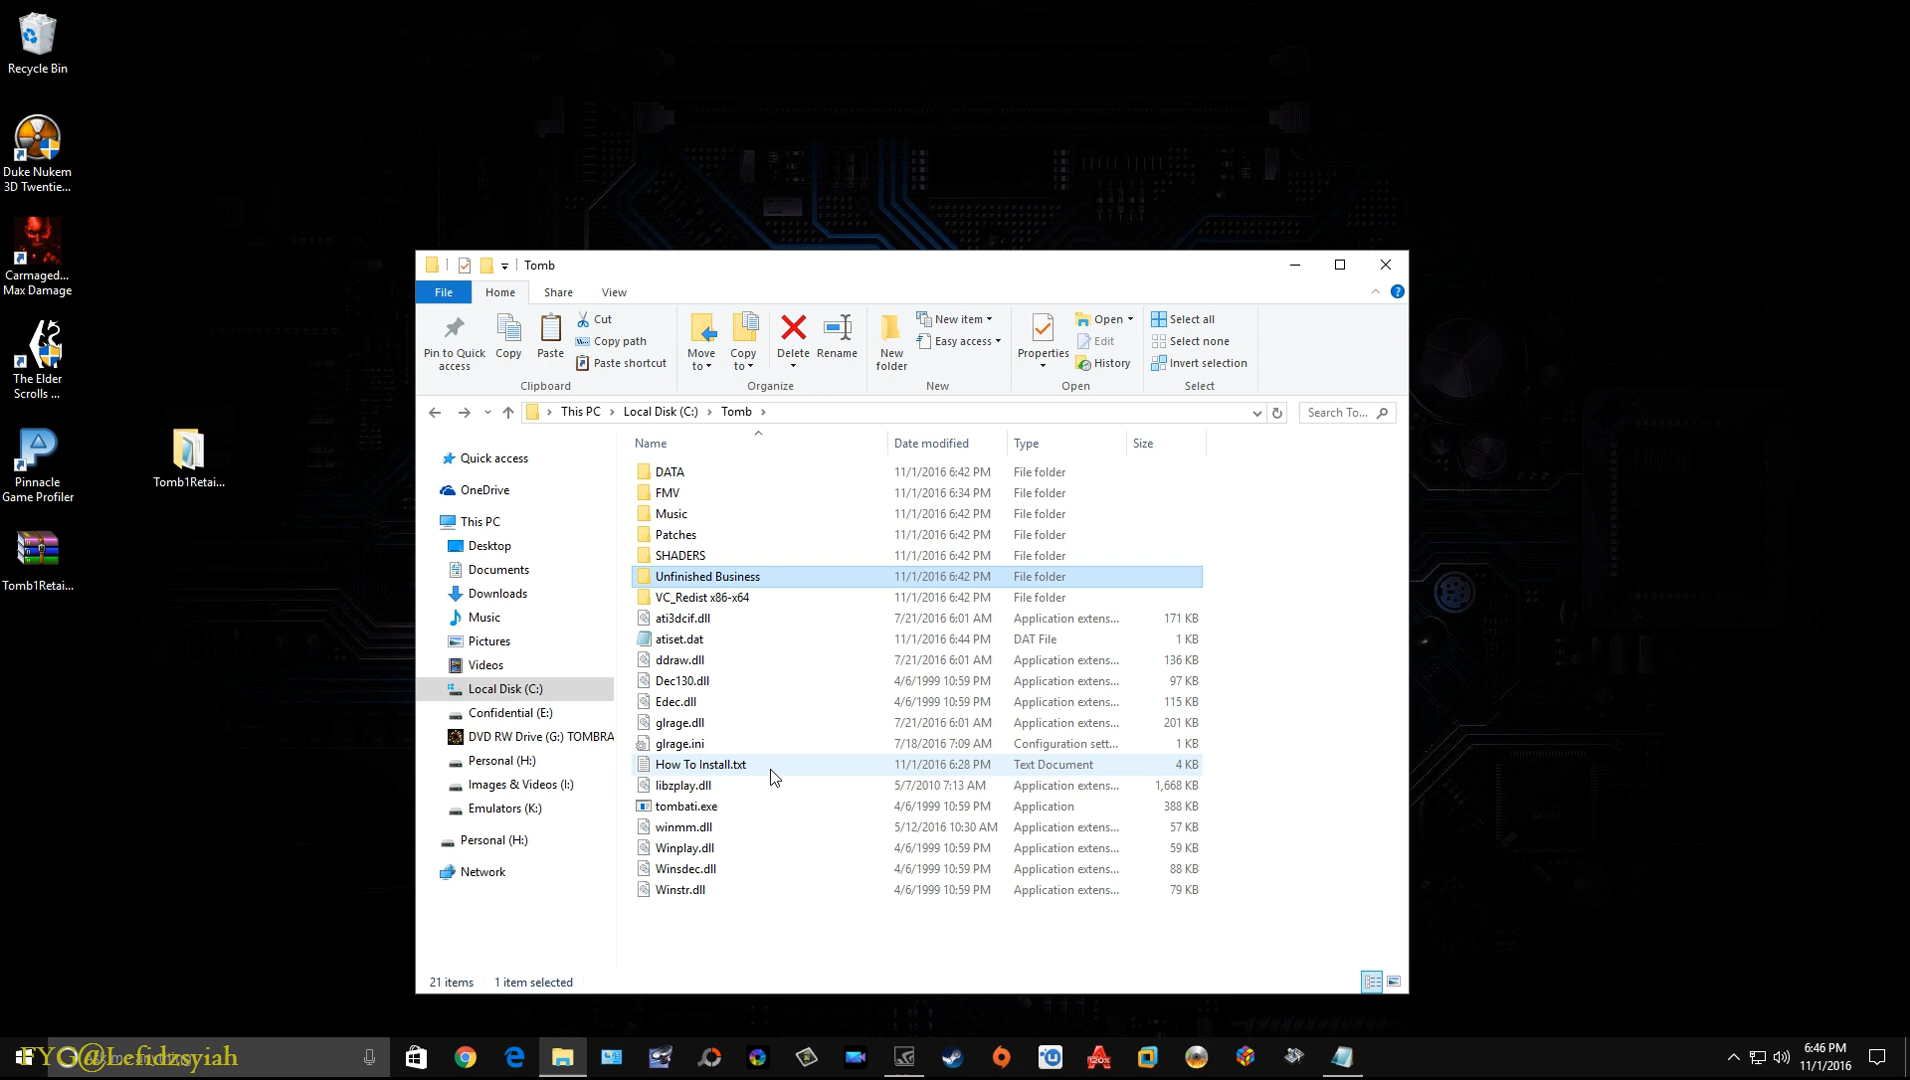 Recycle Bin
Duke Nukem
3D Twentie...
Carmaged...
Max Damage
The Elder
Scrolls ...
Pinnacle
Game Profiler
Tomb1Retai...
Tomb1Retai...
Tomb
File Home Share View
Pin to Quick
access
Copy
Paste
Cut
Copy path
Paste shortcut
Clipboard
Move
to
Copy
to
Delete
Rename
Organize
New
folder
New item
Easy access
New
Properties
Open
Edit
History
Open
Select all
Select none
Invert selection
Select
This PC Local Disk (C:) Tomb
Search To...
Quick access
OneDrive
This PC
Desktop
Documents
Downloads
Music
Pictures
Videos
Local Disk (C:)
Confidential (E:)
DVD RW Drive (G:) TOMBRA
Personal (H:)
Images & Videos (I:)
Emulators (K:)
Personal (H:)
Network
Name Date modified Type Size
DATA 11/1/2016 6:42 PM File folder
FMV 11/1/2016 6:34 PM File folder
Music 11/1/2016 6:42 PM File folder
Patches 11/1/2016 6:42 PM File folder
SHADERS 11/1/2016 6:42 PM File folder
Unfinished Business 11/1/2016 6:42 PM File folder
VC_Redist x86-x64 11/1/2016 6:42 PM File folder
ati3dcif.dll 7/21/2016 6:01 AM Application extens... 171 KB
atiset.dat 11/1/2016 6:44 PM DAT File 1 KB
ddraw.dll 7/21/2016 6:01 AM Application extens... 136 KB
Dec130.dll 4/6/1999 10:59 PM Application extens... 97 KB
Edec.dll 4/6/1999 10:59 PM Application extens... 115 KB
glrage.dll 7/21/2016 6:01 AM Application extens... 201 KB
glrage.ini 7/18/2016 7:09 AM Configuration sett... 1 KB
How To Install.txt 11/1/2016 6:28 PM Text Document 4 KB
libzplay.dll 5/7/2010 7:13 AM Application extens... 1,668 KB
tombati.exe 4/6/1999 10:59 PM Application 388 KB
winmm.dll 5/12/2016 10:30 AM Application extens... 57 KB
Winplay.dll 4/6/1999 10:59 PM Application extens... 59 KB
Winsdec.dll 4/6/1999 10:59 PM Application extens... 88 KB
Winstr.dll 4/6/1999 10:59 PM Application extens... 79 KB
21 items 1 item selected
FYG@Lefidzsyiah
6:46 PM
11/1/2016